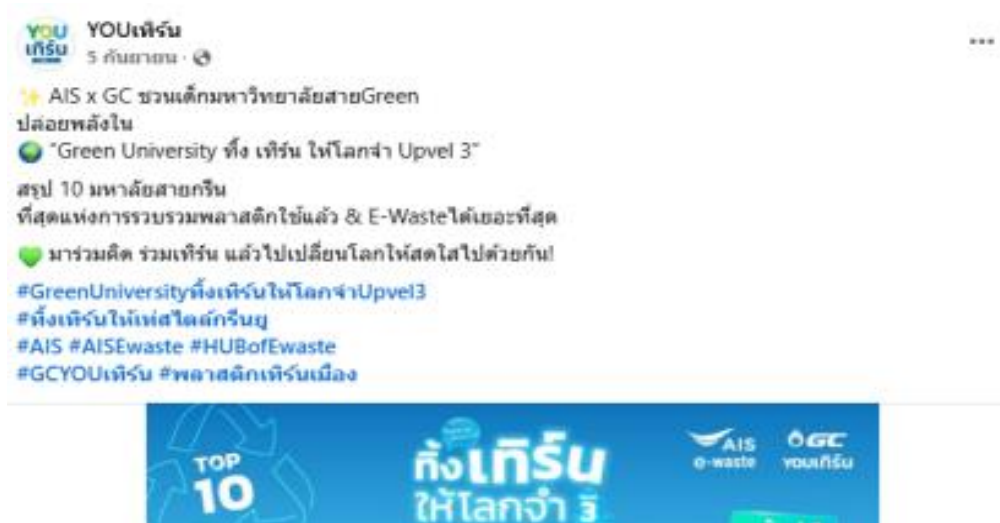 YOU
เทิร์น
YOUเทิร์น
5 กันยายน
AIS x GC ชวนเด็กมหาวิทยาลัยสายGreen
ปล่อยพลังใน
"Green University ทิ้ง เทิร์น ให้โลกจำ Upvel 3"
สรุป 10 มหาลัยสายกรีน
ที่สุดแห่งการรวบรวมพลาสติกใช้แล้ว & E-Wasteได้เยอะที่สุด
มาร่วมคิด ร่วมเทิร์น แล้วไปเปลี่ยนโลกให้สดใสไปด้วยกัน!
#GreenUniversityทิ้งเทิร์นให้โลกจำUpvel3
#ทิ้งเทิร์นให้เท่สไตล์กรีนยู
#AIS #AISEwaste #HUBofEwaste
#GCYOUเทิร์น #พลาสติกเทิร์นเมือง
TOP
10
ทิ้งเทิร์น
ให้โลกจำ 3
AIS
e-waste
GC
YOUเทิร์น